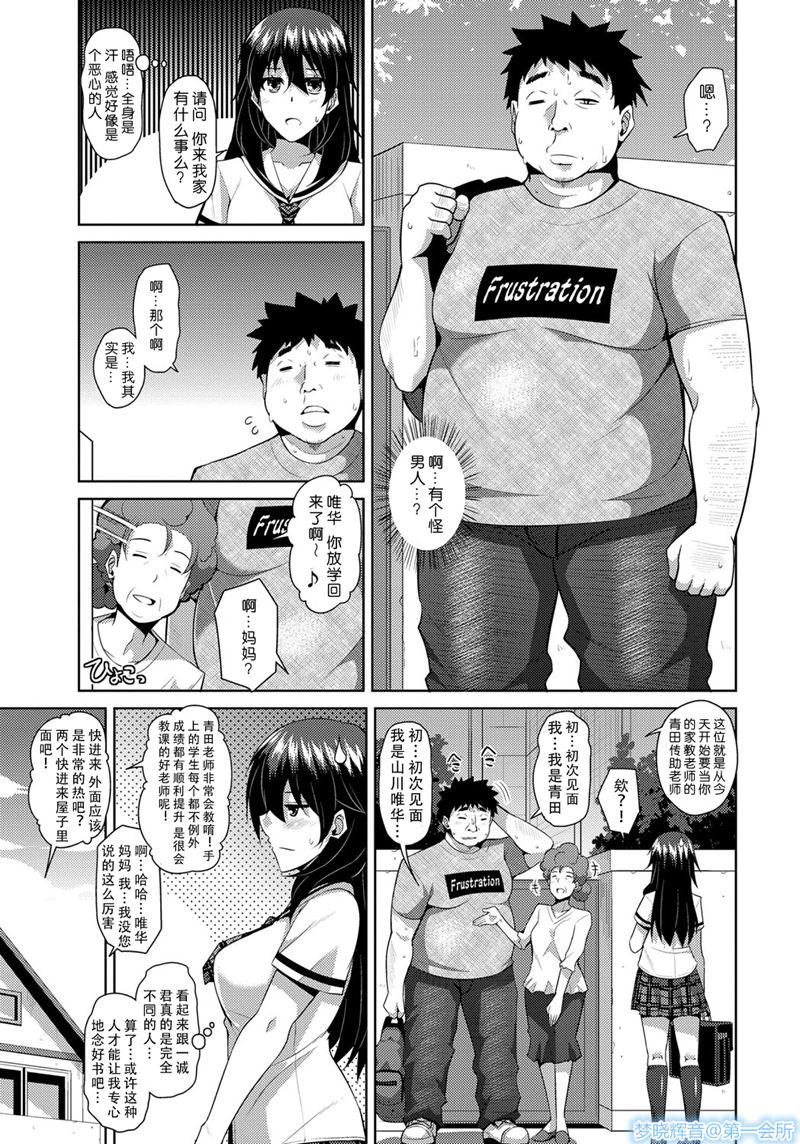 嗯…？
Frustration
啊…有个怪
男人…？
请问 你来我家
有什么事么？
唔唔…全身是
汗 感觉好像是
个恶心的人
啊…那个啊
我…我其
实是…
唯华 你放学回
来了啊～♪
Frus
啊…妈妈？
ひょこっ
这位就是从今
天开始要当你
的家教老师的
青田传助老师
欸？！
初…初次见面
我…我是青田
初…初次见面
我是山川唯华…
Frustration
青田老师非常会教唷！手
上的学生每个都不例外
成绩都有顺利提升 是很会
教课的好老师呢！
啊…哈哈…唯华
妈妈 我…我没您
说的这么厉害
快进来 外面应该
是非常的热吧？
两个快进来屋子里
面吧！
看起来跟一诚
君真的是完全
不同的人…
算了…或许这种
人才能让我专心
地念好书吧…
梦晓辉音@第一会所